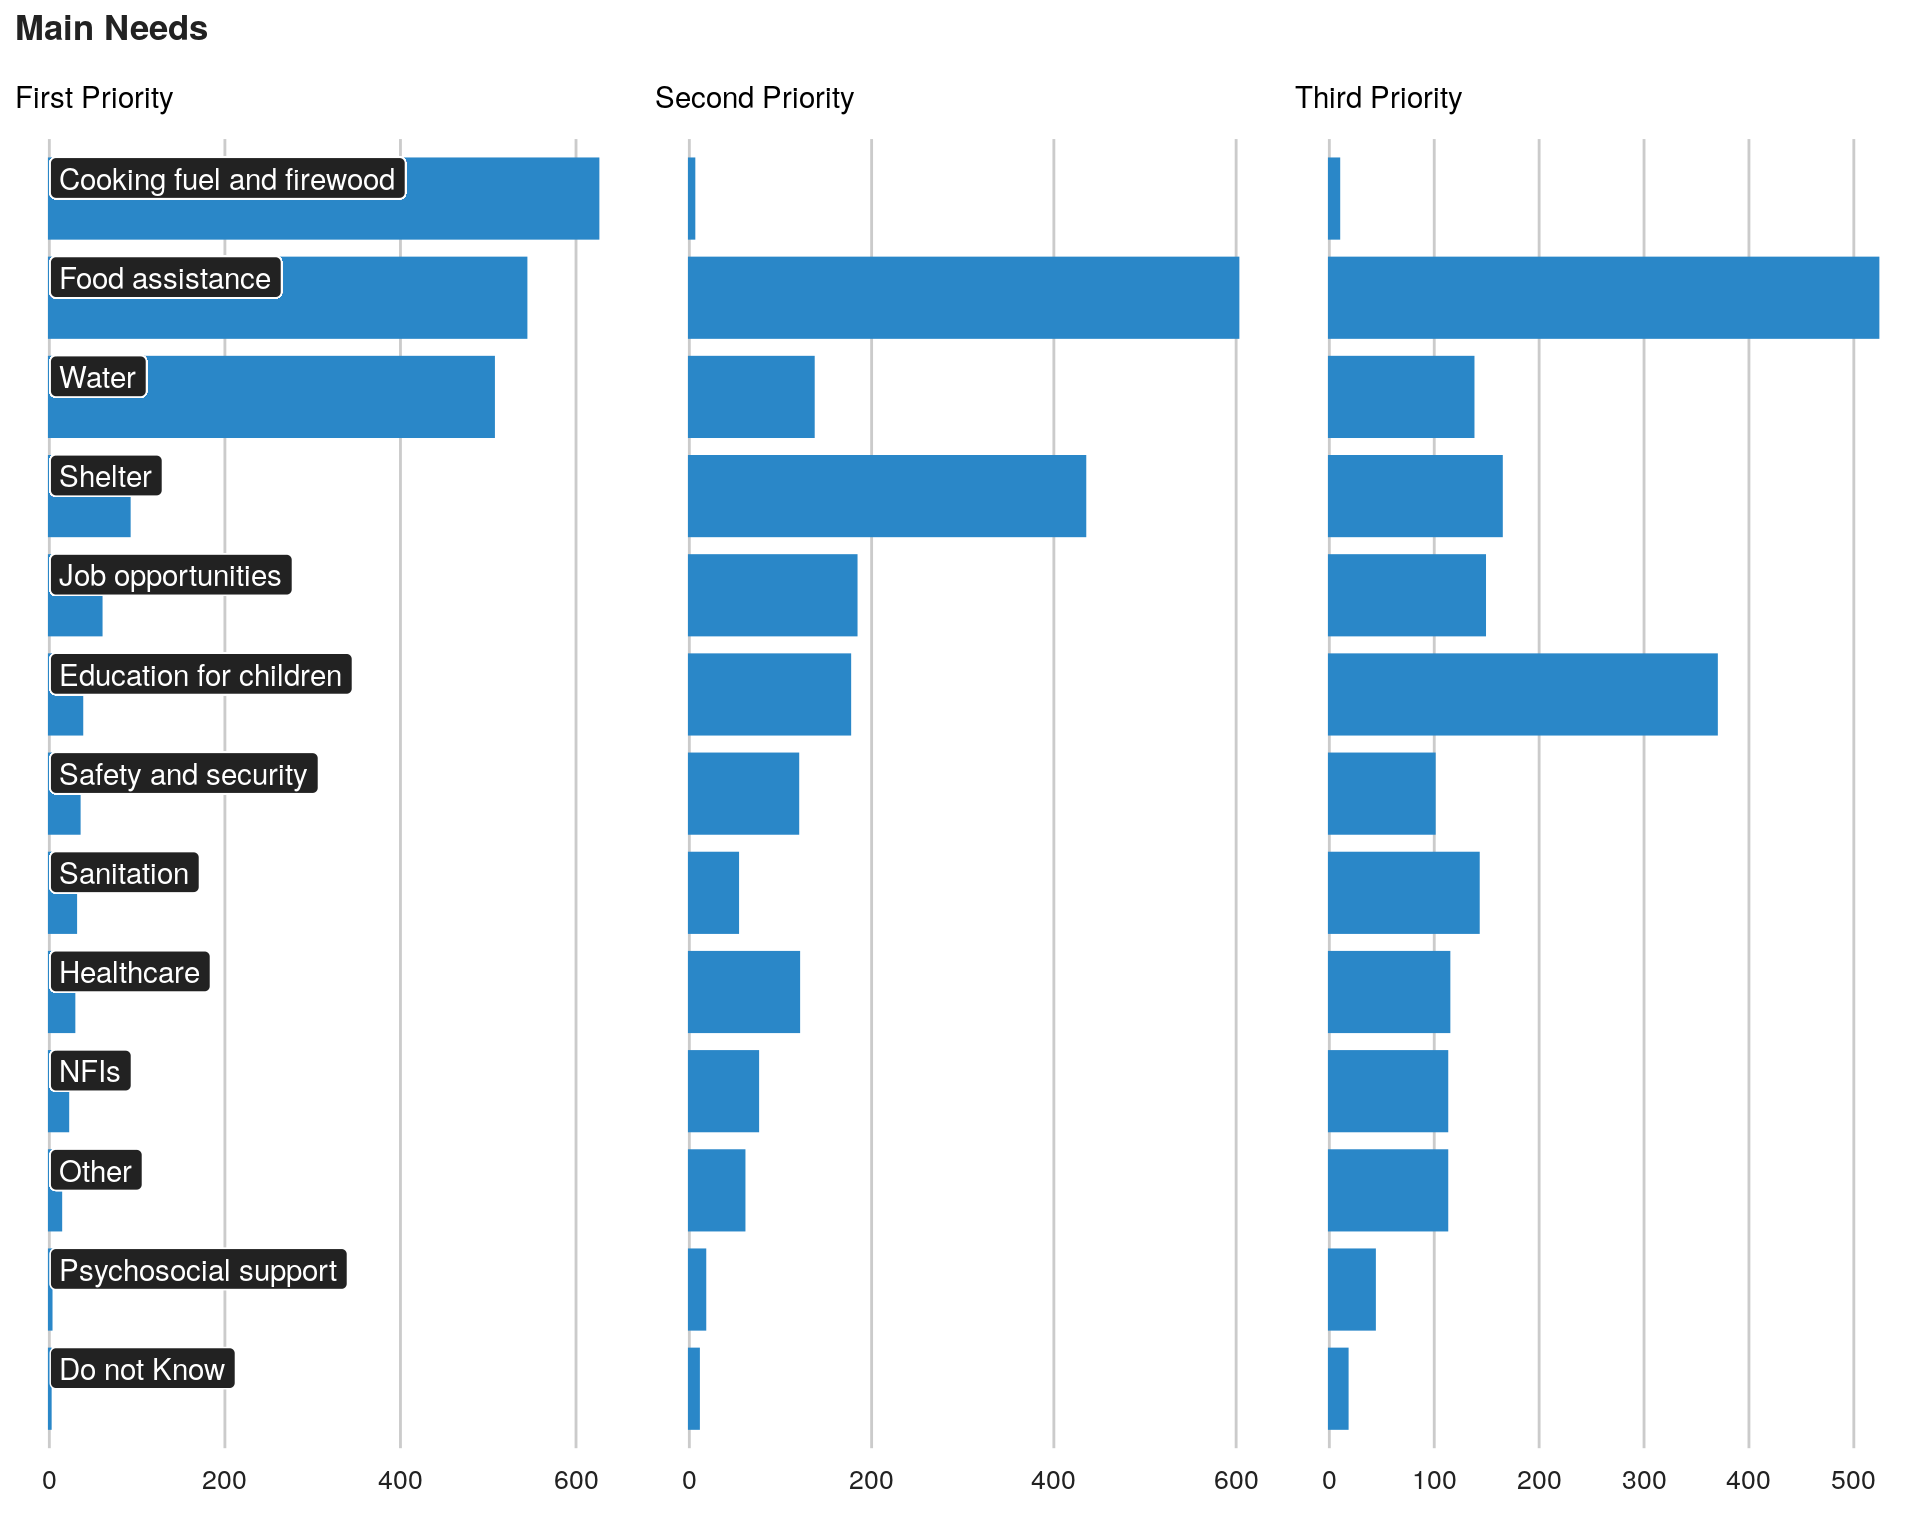 Main Needs
First Priority
Second Priority
Third Priority
Cooking fuel and firewood
Food assistance
Water
Shelter
Job opportunities
Education for children
Safety and security
Sanitation
Healthcare
NFIs
Other
Psychosocial support
Do not Know
0 200 400 600
0 200 400 600
0 100 200 300 400 500